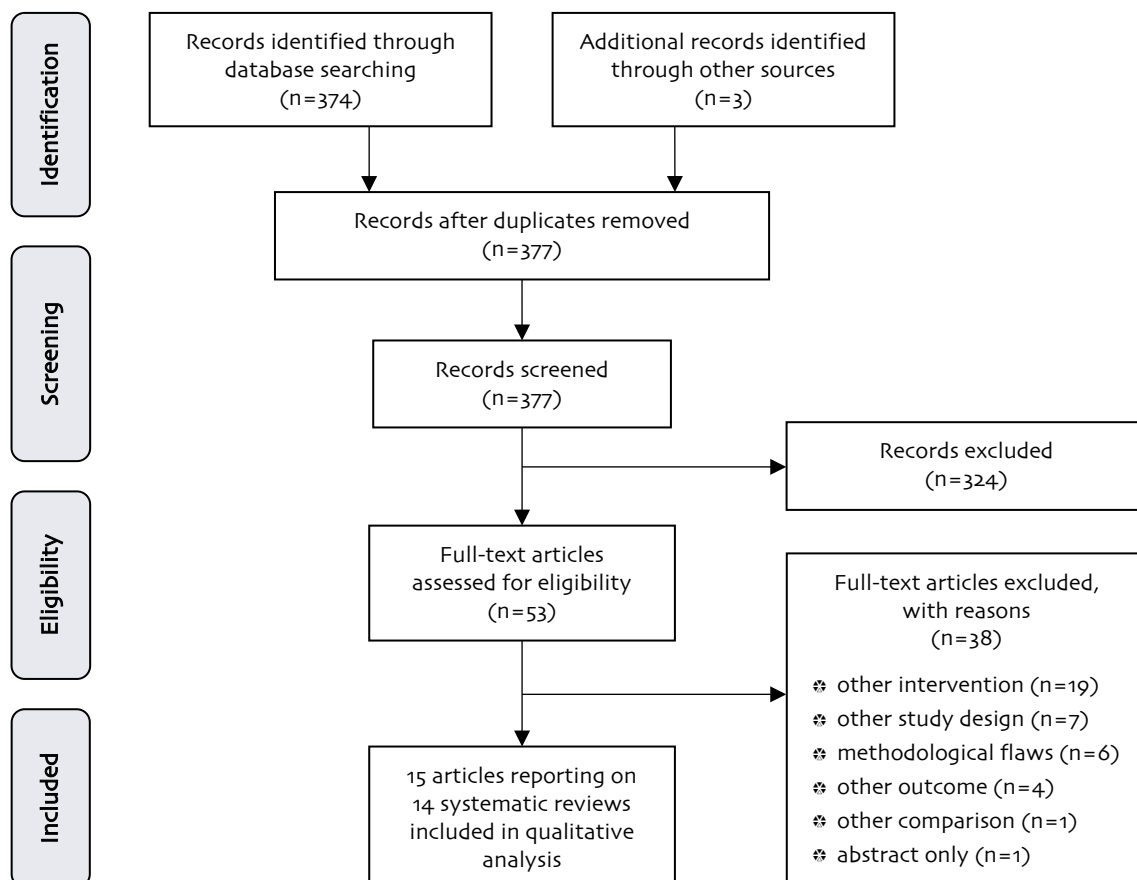 Identification
Records identified through
database searching
(n=374)
Additional records identified
through other sources
(n=3)
Records after duplicates removed
(n=377)
Screening
Records screened
(n=377)
Records excluded
(n=324)
Eligibility
Full-text articles
assessed for eligibility
(n=53)
Full-text articles excluded,
with reasons
(n=38)
other intervention (n=19)
other study design (n=7)
methodological flaws (n=6)
other outcome (n=4)
other comparison (n=1)
abstract only (n=1)
Included
15 articles reporting on
14 systematic reviews
included in qualitative
analysis